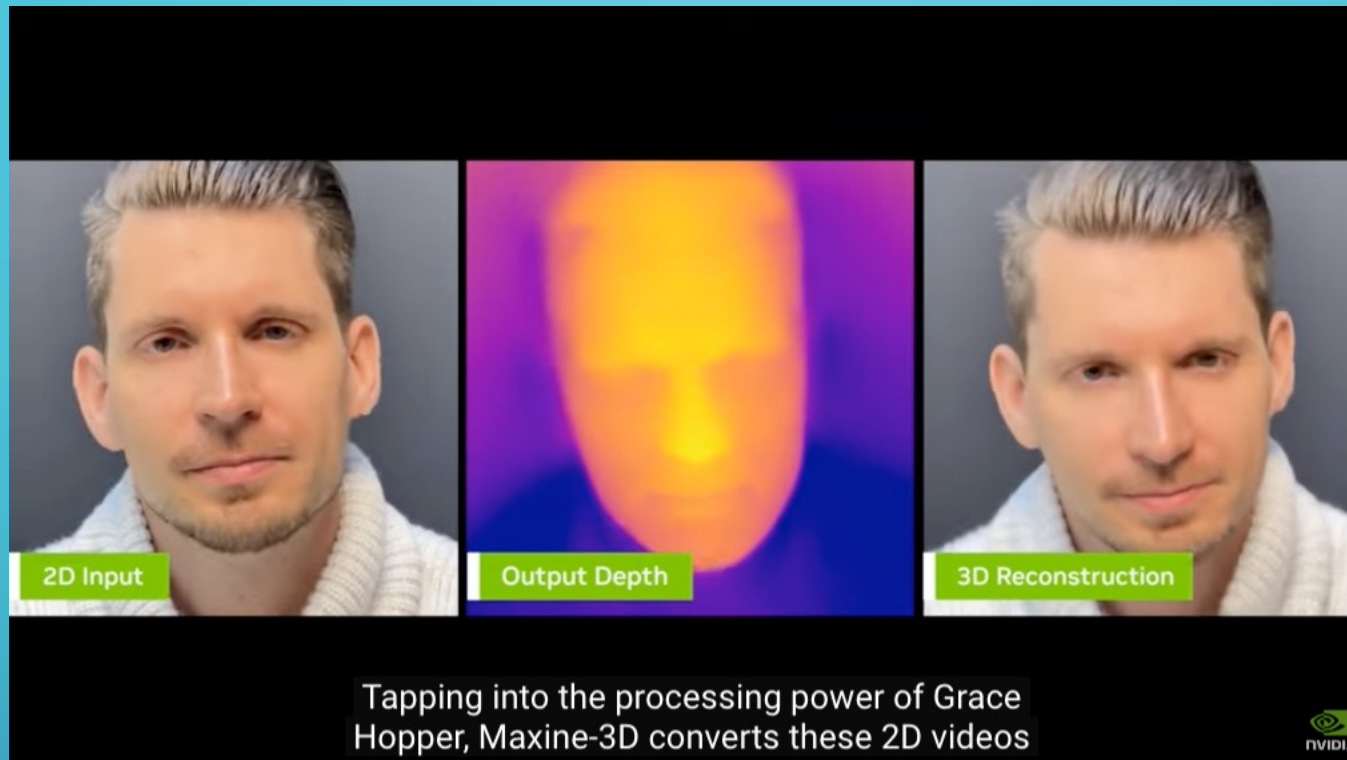 2D Input
Output Depth
3D Reconstruction
Tapping into the processing power of Grace
Hopper, Maxine-3D converts these 2D videos